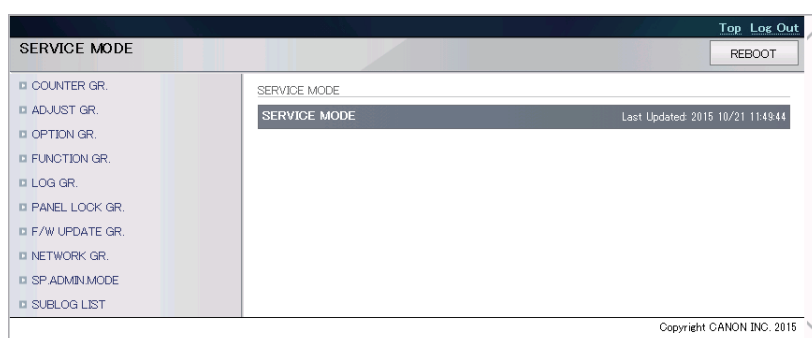 Top Log Out
SERVICE MODE
REBOOT
COUNTER GR.
ADJUST GR.
OPTION GR.
FUNCTION GR.
LOG GR.
PANEL LOCK GR.
F/W UPDATE GR.
NETWORK GR.
SP.ADMIN.MODE
SUBLOG LIST
SERVICE MODE
SERVICE MODE Last Updated: 2015 10/21 11:49:44
Copyright CANON INC. 2015